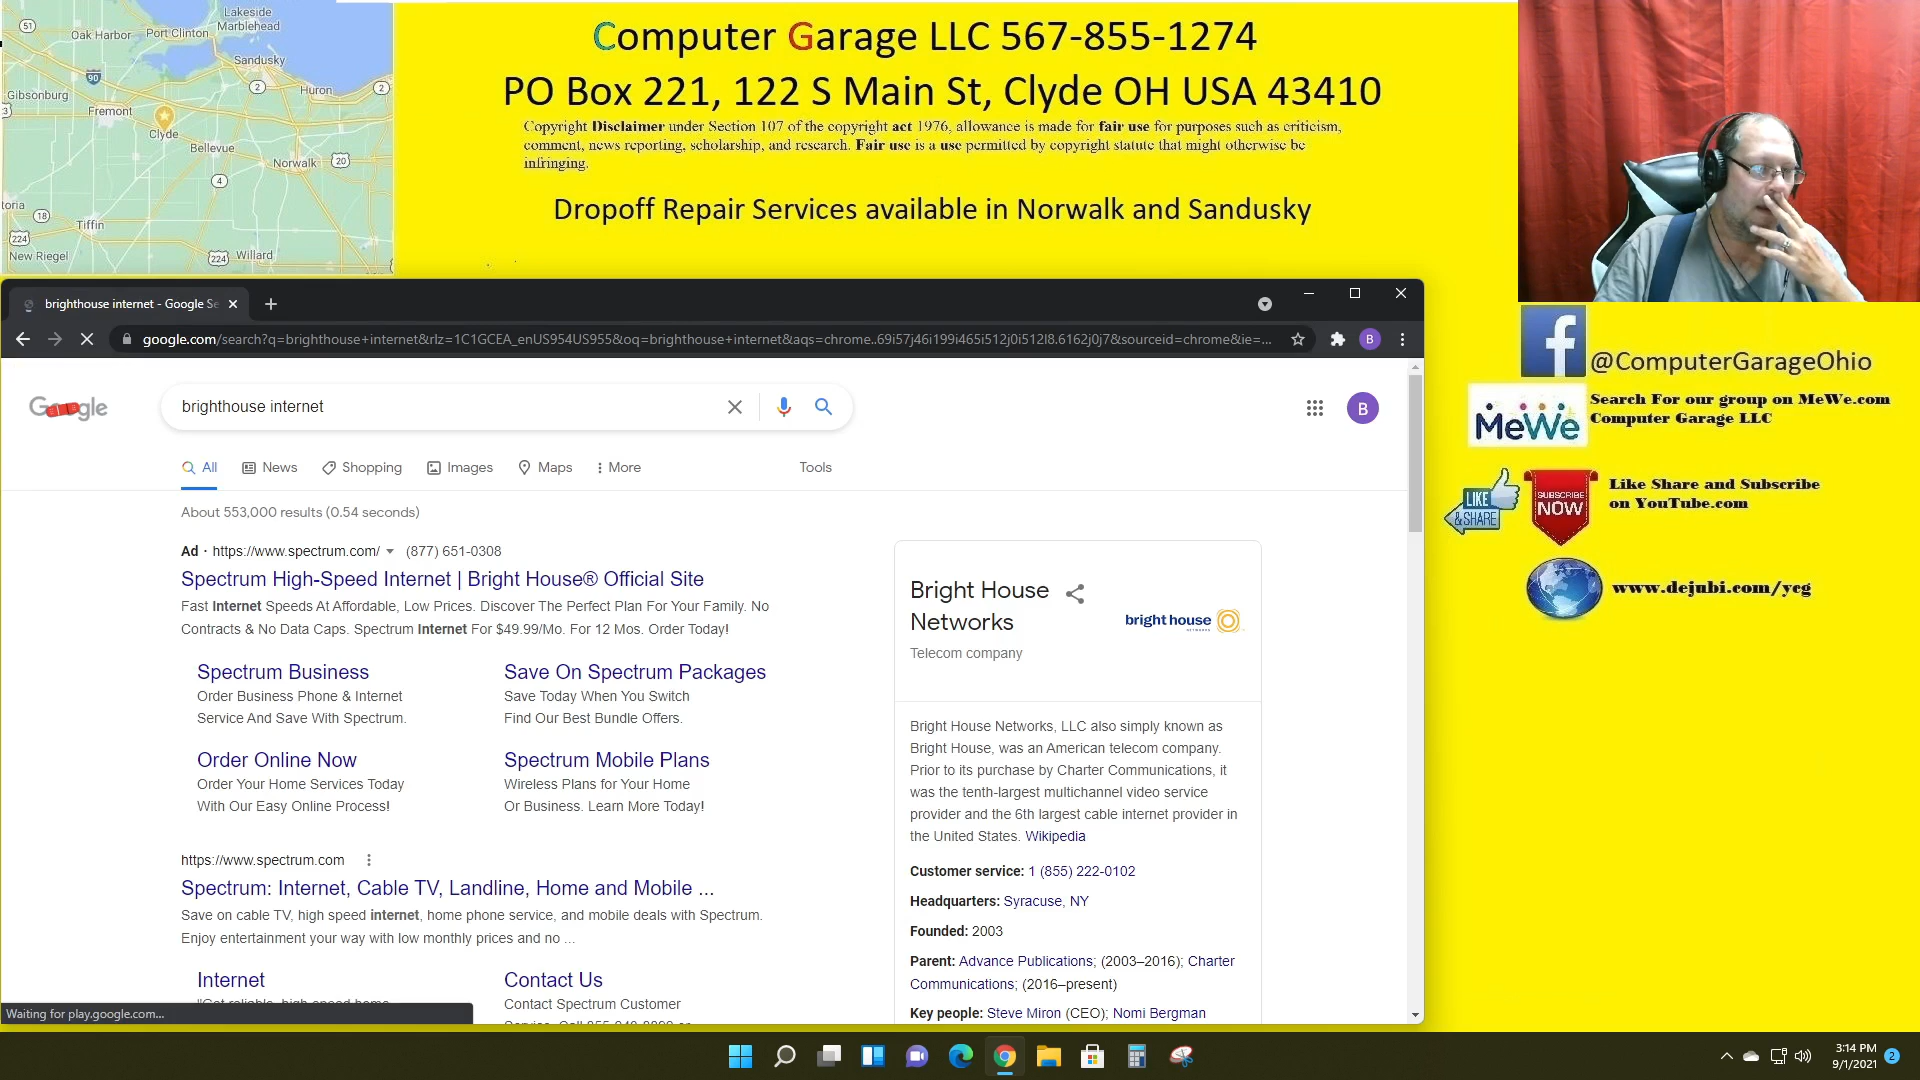 Lakeside
Marblehead
51
Oak Harbor
Port Clinton
Sandusky
90
2
Huron
2
Gibsonburg
3
Fremont
Clyde
Bellevue
Norwalk
20
4
toria
18
Tiffin
224
New Riegel
224
Willard
Computer Garage LLC 567-855-1274
PO Box 221, 122 S Main St, Clyde OH USA 43410
Copyright Disclaimer under Section 107 of the copyright act 1976, allowance is made for fair use for purposes such as criticism,
comment, news reporting, scholarship, and research. Fair use is a use permitted by copyright statute that might otherwise be
infringing.
Dropoff Repair Services available in Norwalk and Sandusky
@ComputerGarageOhio
MeWe
Search For our group on MeWe.com
Computer Garage LLC
LIKE
& SHARE
SUBSCRIBE
NOW
Like Share and Subscribe
on YouTube.com
www.dejubi.com/ycg
brighthouse internet - Google Se
google.com/search?q=brighthouse+internet&rlz=1C1GCEA_enUS954US955&oq=brighthouse+internet&aqs=chrome..69i57j46i199i465i512j0i512l8.6162j0j7&sourceid=chrome&ie=...
B
Google
brighthouse internet
B
All
News
Shopping
Images
Maps
More
Tools
About 553,000 results (0.54 seconds)
Ad · https://www.spectrum.com/ (877) 651-0308
Spectrum High-Speed Internet | Bright House® Official Site
Fast Internet Speeds At Affordable, Low Prices. Discover The Perfect Plan For Your Family. No
Contracts & No Data Caps. Spectrum Internet For $49.99/Mo. For 12 Mos. Order Today!
Spectrum Business
Order Business Phone & Internet
Service And Save With Spectrum.
Save On Spectrum Packages
Save Today When You Switch
Find Our Best Bundle Offers.
Order Online Now
Order Your Home Services Today
With Our Easy Online Process!
Spectrum Mobile Plans
Wireless Plans for Your Home
Or Business. Learn More Today!
https://www.spectrum.com
Spectrum: Internet, Cable TV, Landline, Home and Mobile ...
Save on cable TV, high speed internet, home phone service, and mobile deals with Spectrum.
Enjoy entertainment your way with low monthly prices and no ...
Internet
Contact Us
Contact Spectrum Customer
Bright House
Networks
bright house
NETWORKS
Telecom company
Bright House Networks, LLC also simply known as
Bright House, was an American telecom company.
Prior to its purchase by Charter Communications, it
was the tenth-largest multichannel video service
provider and the 6th largest cable internet provider in
the United States. Wikipedia
Customer service: 1 (855) 222-0102
Headquarters: Syracuse, NY
Founded: 2003
Parent: Advance Publications; (2003–2016); Charter
Communications; (2016–present)
Key people: Steve Miron (CEO); Nomi Bergman
Waiting for play.google.com...
3:14 PM
9/1/2021
2